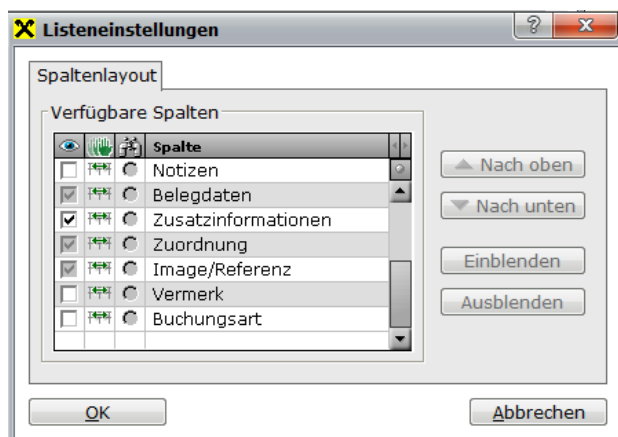 Listeneinstellungen
?
X
Spaltenlayout
Verfügbare Spalten
Spalte
Notizen
Belegdaten
Zusatzinformationen
Zuordnung
Image/Referenz
Vermerk
Buchungsart
Nach oben
Nach unten
Einblenden
Ausblenden
OK
Abbrechen